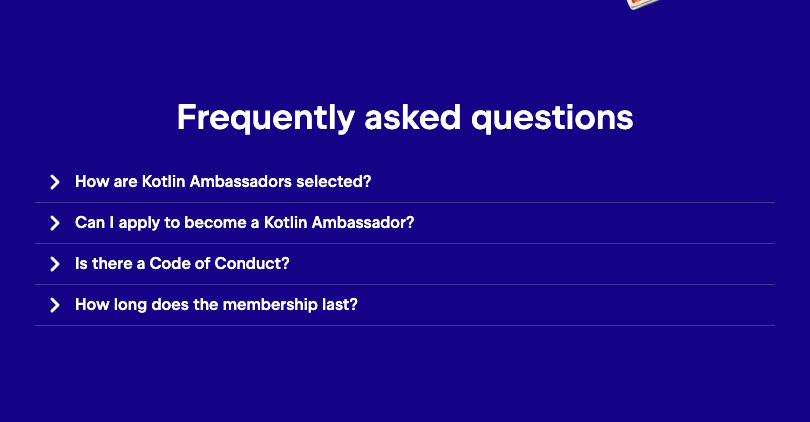 Frequently asked questions
How are Kotlin Ambassadors selected?
Can I apply to become a Kotlin Ambassador?
Is there a Code of Conduct?
How long does the membership last?